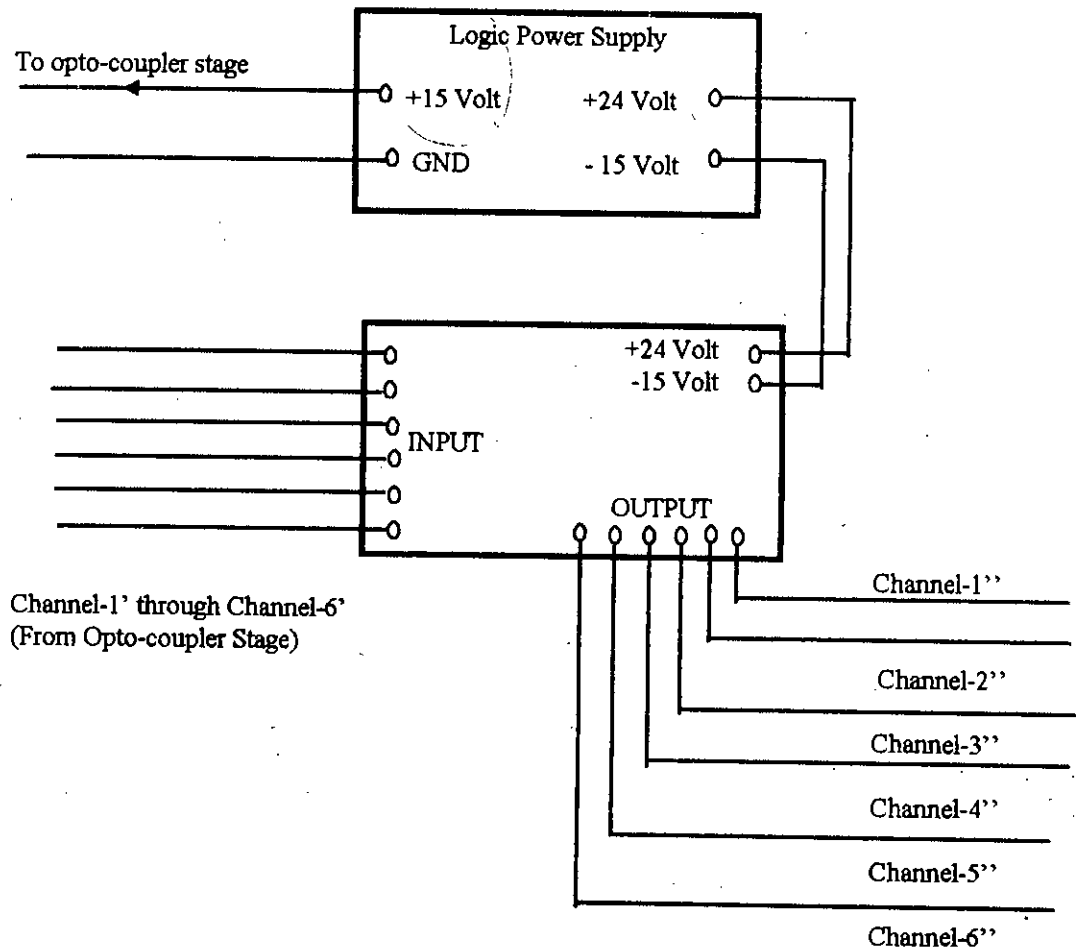 Logic Power Supply
To opto-coupler stage
+15 Volt
+24 Volt
GND
- 15 Volt
+24 Volt
-15 Volt
INPUT
OUTPUT
Channel-1' through Channel-6'
(From Opto-coupler Stage)
Channel-1''
Channel-2''
Channel-3''
Channel-4''
Channel-5''
Channel-6''